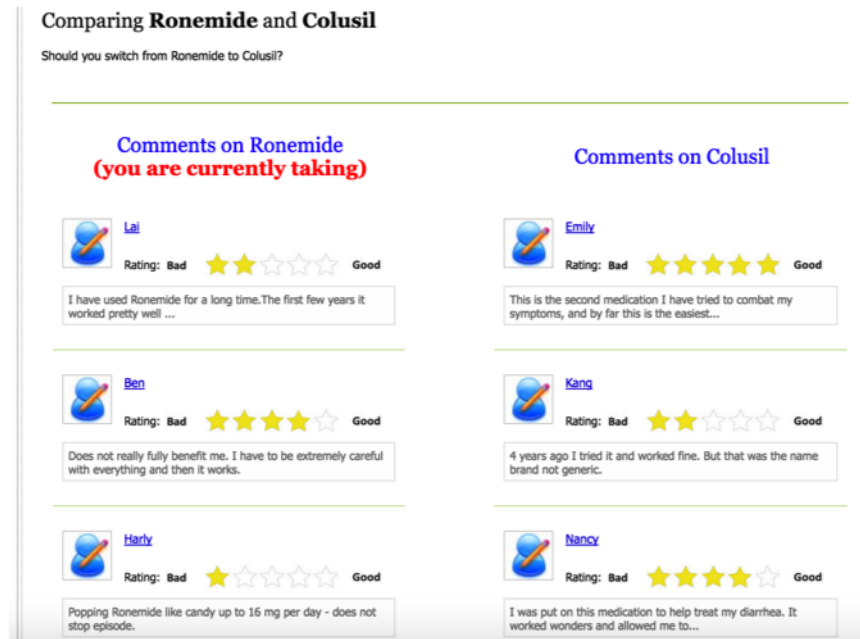 Comparing Ronemide and Colusil
Should you switch from Ronemide to Colusil?
Comments on Ronemide
(you are currently taking)
Lai
Rating: Bad Good
I have used Ronemide for a long time.The first few years it
worked pretty well ...
Ben
Rating: Bad Good
Does not really fully benefit me. I have to be extremely careful
with everything and then it works.
Harly
Rating: Bad Good
Popping Ronemide like candy up to 16 mg per day - does not
stop episode.
Comments on Colusil
Emily
Rating: Bad Good
This is the second medication I have tried to combat my
symptoms, and by far this is the easiest...
Kang
Rating: Bad Good
4 years ago I tried it and worked fine. But that was the name
brand not generic.
Nancy
Rating: Bad Good
I was put on this medication to help treat my diarrhea. It
worked wonders and allowed me to...